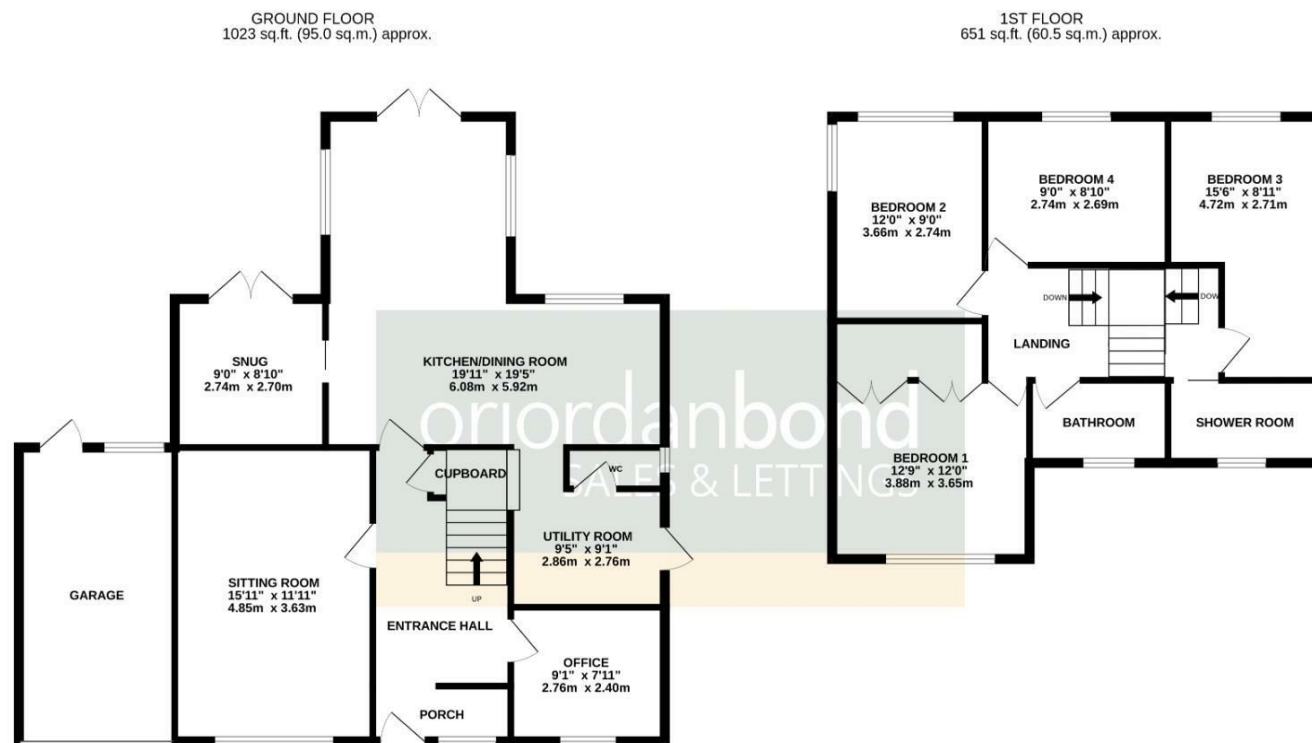 GROUND FLOOR
1023 sq.ft. (95.0 sq.m.) approx.
1ST FLOOR
651 sq.ft. (60.5 sq.m.) approx.
BEDROOM 2
12'0" x 9'0"
3.66m x 2.74m
BEDROOM 4
9'0" x 8'10"
2.74m x 2.69m
BEDROOM 3
15'6" x 8'11"
4.72m x 2.71m
DOWN
DOW
LANDING
SNUG
9'0" x 8'10"
2.74m x 2.70m
KITCHEN/DINING ROOM
19'11" x 19'5"
6.08m x 5.92m
oriordanbond
SALES & LETTINGS
BATHROOM
SHOWER ROOM
CUPBOARD
WC
BEDROOM 1
12'9" x 12'0"
3.88m x 3.65m
UTILITY ROOM
9'5" x 9'1"
2.86m x 2.76m
GARAGE
SITTING ROOM
15'11" x 11'11"
4.85m x 3.63m
UP
ENTRANCE HALL
OFFICE
9'1" x 7'11"
2.76m x 2.40m
PORCH